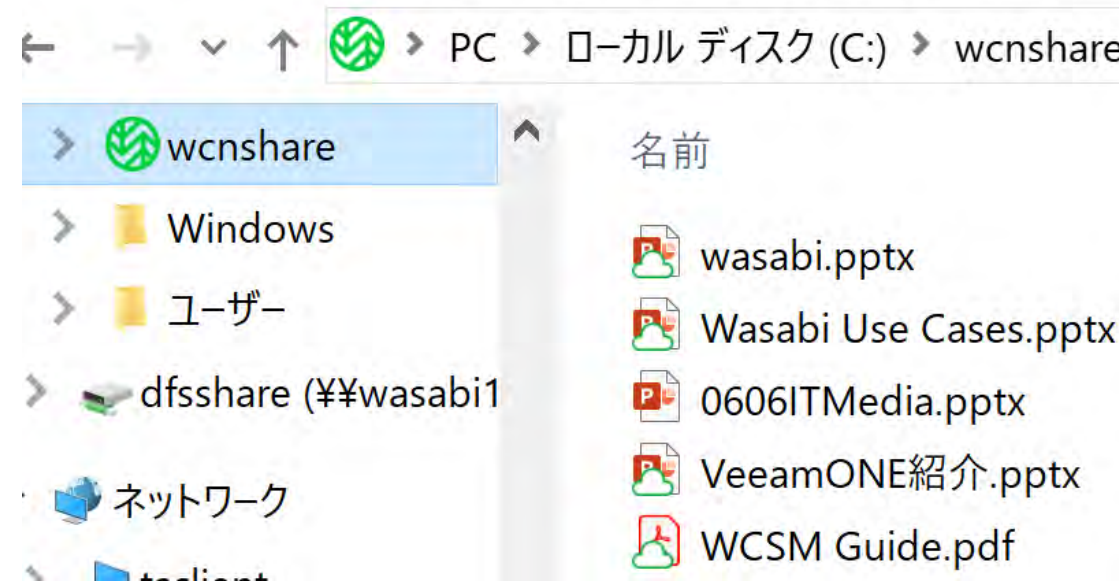 PC > ローカル ディスク (C:) > wcnshare
wcnshare
Windows
ユーザー
dfsshare (¥¥wasabi1
ネットワーク
tsclient
名前
wasabi.pptx
Wasabi Use Cases.pptx
0606ITMedia.pptx
VeeamONE紹介.pptx
WCSM Guide.pdf